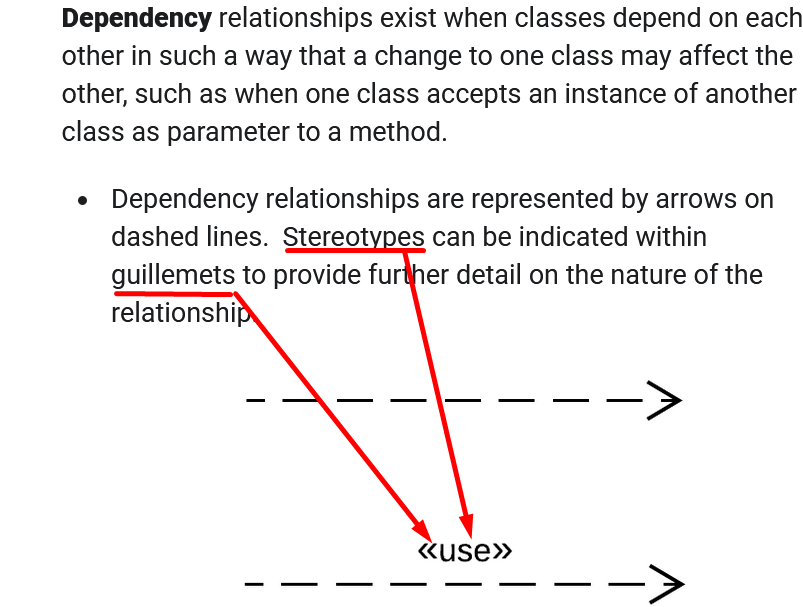 Dependency relationships exist when classes depend on each
other in such a way that a change to one class may affect the
other, such as when one class accepts an instance of another
class as parameter to a method.
• Dependency relationships are represented by arrows on
dashed lines. Stereotypes can be indicated within
guillemets to provide further detail on the nature of the
relationship.
«use»